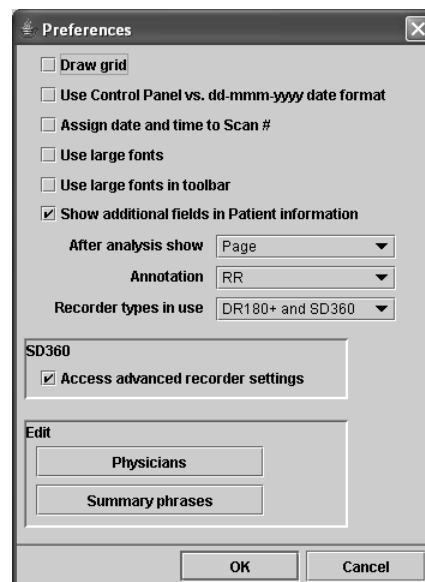 Preferences
Draw grid
Use Control Panel vs. dd-mmm-yyyy date format
Assign date and time to Scan #
Use large fonts
Use large fonts in toolbar
Show additional fields in Patient information
After analysis show Page
Annotation RR
Recorder types in use DR180+ and SD360
SD360
Access advanced recorder settings
Edit
Physicians
Summary phrases
OK Cancel